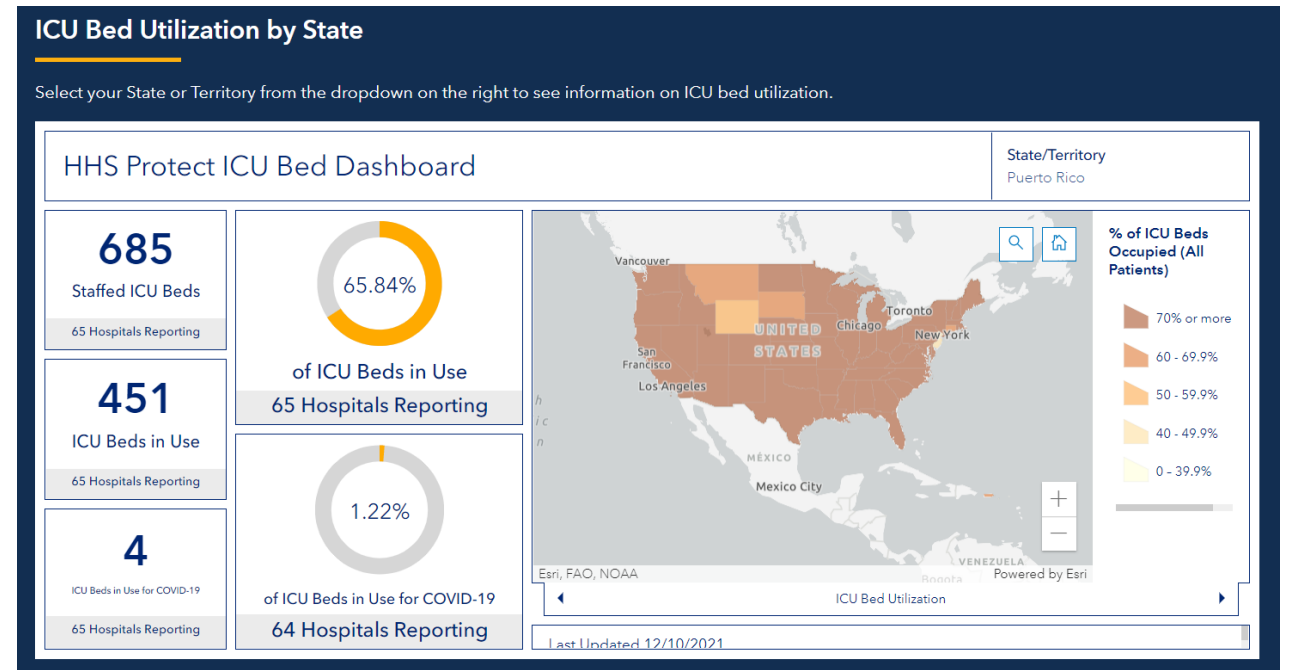 ICU Bed Utilization by State
Select your State or Territory from the dropdown on the right to see information on ICU bed utilization.
HHS Protect ICU Bed Dashboard
State/Territory
Puerto Rico
685
Staffed ICU Beds
65 Hospitals Reporting
451
ICU Beds in Use
65 Hospitals Reporting
4
ICU Beds in Use for COVID-19
65 Hospitals Reporting
65.84%
of ICU Beds in Use
65 Hospitals Reporting
1.22%
of ICU Beds in Use for COVID-19
64 Hospitals Reporting
Vancouver
Toronto
UNITED
Chicago
New York
STATES
San
Francisco
Los Angeles
h
i c
n
MÉXICO
Mexico City
VENEZUELA
Bogota
Esri, FAO, NOAA
Powered by Esri
% of ICU Beds
Occupied (All
Patients)
70% or more
60 - 69.9%
50 - 59.9%
40 - 49.9%
0 - 39.9%
ICU Bed Utilization
Last Updated 12/10/2021